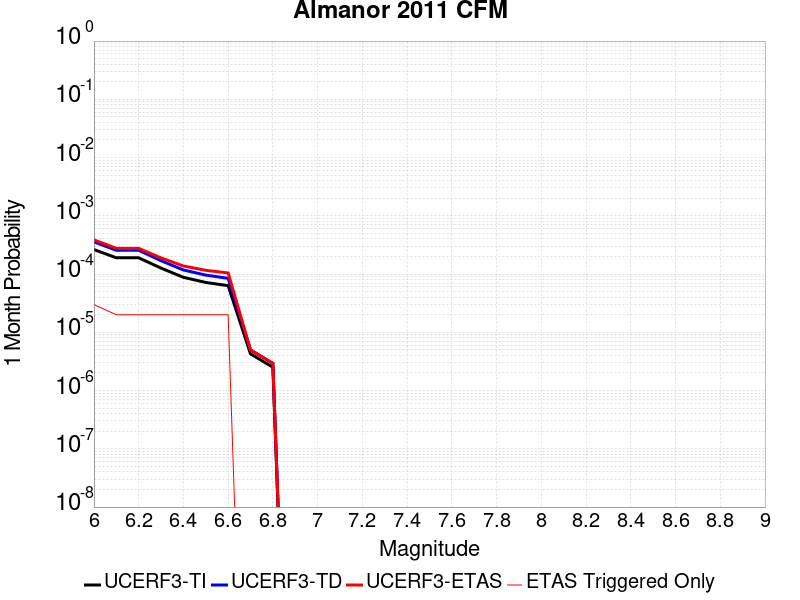 Almanor 2011 CFM
10^0
10^-1
10^-2
10^-3
10^-4
10^-5
10^-6
10^-7
10^-8
1 Month Probability
6 6.2 6.4 6.6 6.8 7 7.2 7.4 7.6 7.8 8 8.2 8.4 8.6 8.8 9
Magnitude
UCERF3-TI UCERF3-TD UCERF3-ETAS ETAS Triggered Only